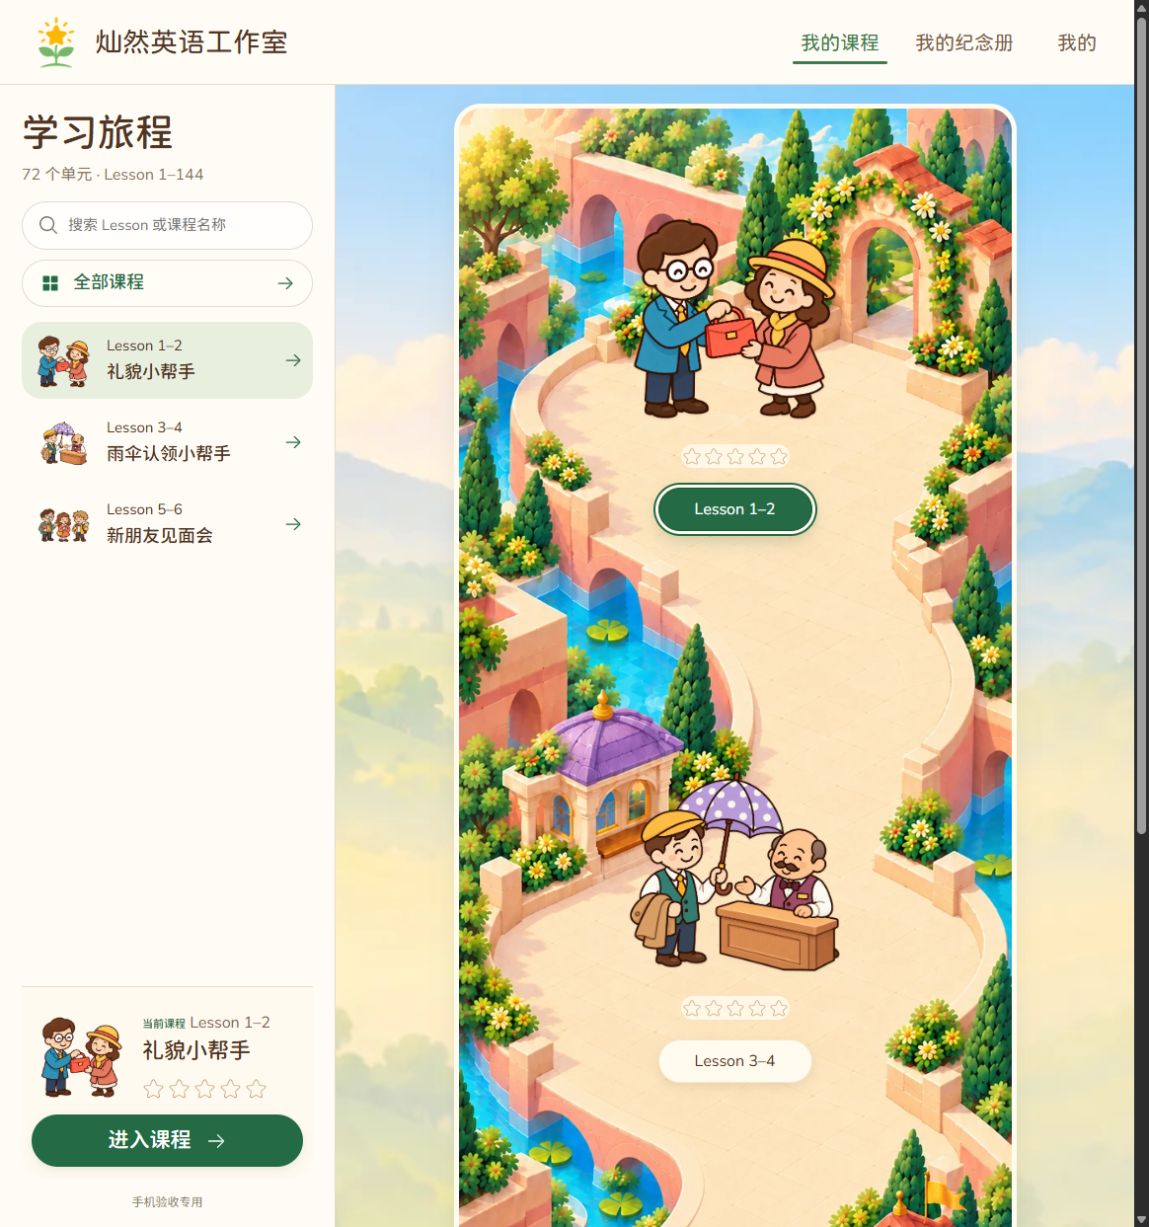 灿然英语工作室
我的课程
我的纪念册
我的
学习旅程
72 个单元 · Lesson 1–144
搜索 Lesson 或课程名称
全部课程
Lesson 1–2
礼貌小帮手
Lesson 3–4
雨伞认领小帮手
Lesson 5–6
新朋友见面会
当前课程 Lesson 1–2
礼貌小帮手
进入课程
手机验收专用
Lesson 1–2
Lesson 3–4